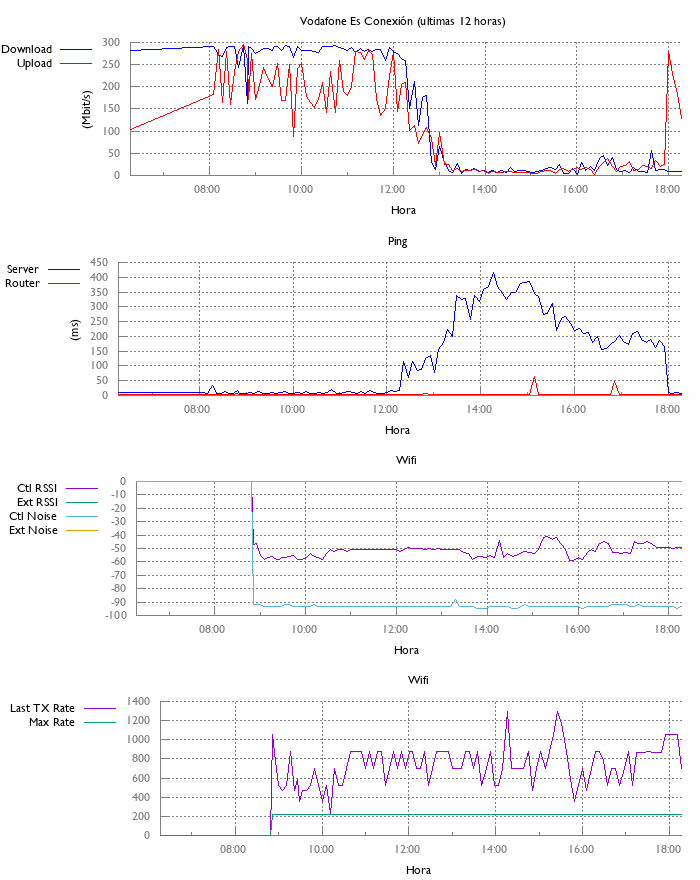 Vodafone Es Conexión (ultimas 12 horas)
Download
Upload
(Mbit/s)
300
250
200
150
100
50
0
08:00 10:00 12:00 14:00 16:00 18:00
Hora
Ping
Server
Router
(ms)
450
400
350
300
250
200
150
100
50
0
08:00 10:00 12:00 14:00 16:00 18:00
Hora
Wifi
Ctl RSSI
Ext RSSI
Ctl Noise
Ext Noise
0
-10
-20
-30
-40
-50
-60
-70
-80
-90
-100
08:00 10:00 12:00 14:00 16:00 18:00
Hora
Wifi
Last TX Rate
Max Rate
1400
1200
1000
800
600
400
200
0
08:00 10:00 12:00 14:00 16:00 18:00
Hora